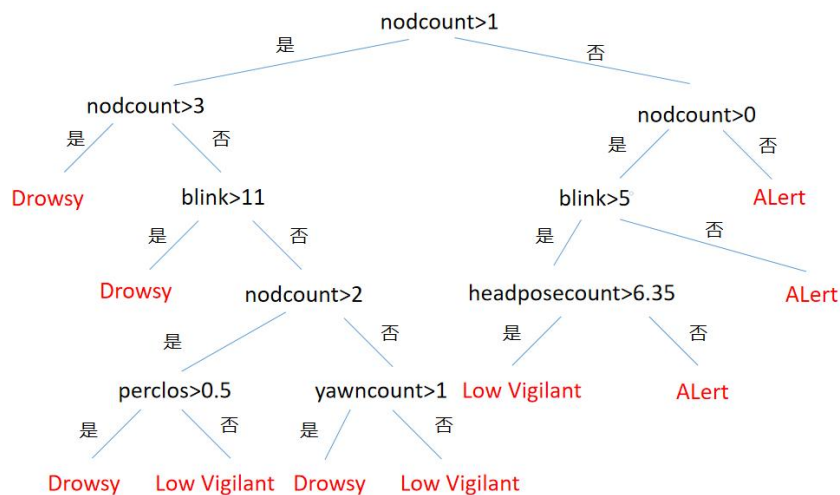 nodcount>1
是
否
nodcount>3
nodcount>0
是
否
是
否
Drowsy
blink>11
blink>5
ALert
是
否
是
否
Drowsy
nodcount>2
headposecount>6.35
ALert
是
否
是
否
perclos>0.5
yawncount>1
Low Vigilant
ALert
是
否
是
否
Drowsy
Low Vigilant
Drowsy
Low Vigilant